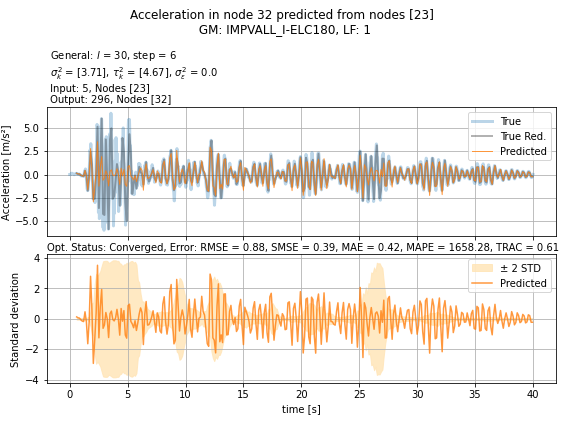 Acceleration in node 32 predicted from nodes [23]
GM: IMPVALL_I-ELC180, LF: 1
General: l = 30, step = 6
σ²ₖ = [3.71], τ²ₖ = [4.67], σ²ε = 0.0
Input: 5, Nodes [23]
Output: 296, Nodes [32]
Acceleration [m/s²]
5.0
2.5
0.0
−2.5
−5.0
True
True Red.
Predicted
Opt. Status: Converged, Error: RMSE = 0.88, SMSE = 0.39, MAE = 0.42, MAPE = 1658.28, TRAC = 0.61
Standard deviation
4
2
0
−2
−4
± 2 STD
Predicted
0 5 10 15 20 25 30 35 40
time [s]